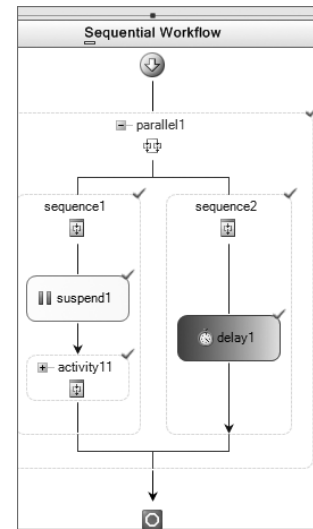 Sequential Workflow
parallel1
sequence1
sequence2
suspend1
delay1
activity11